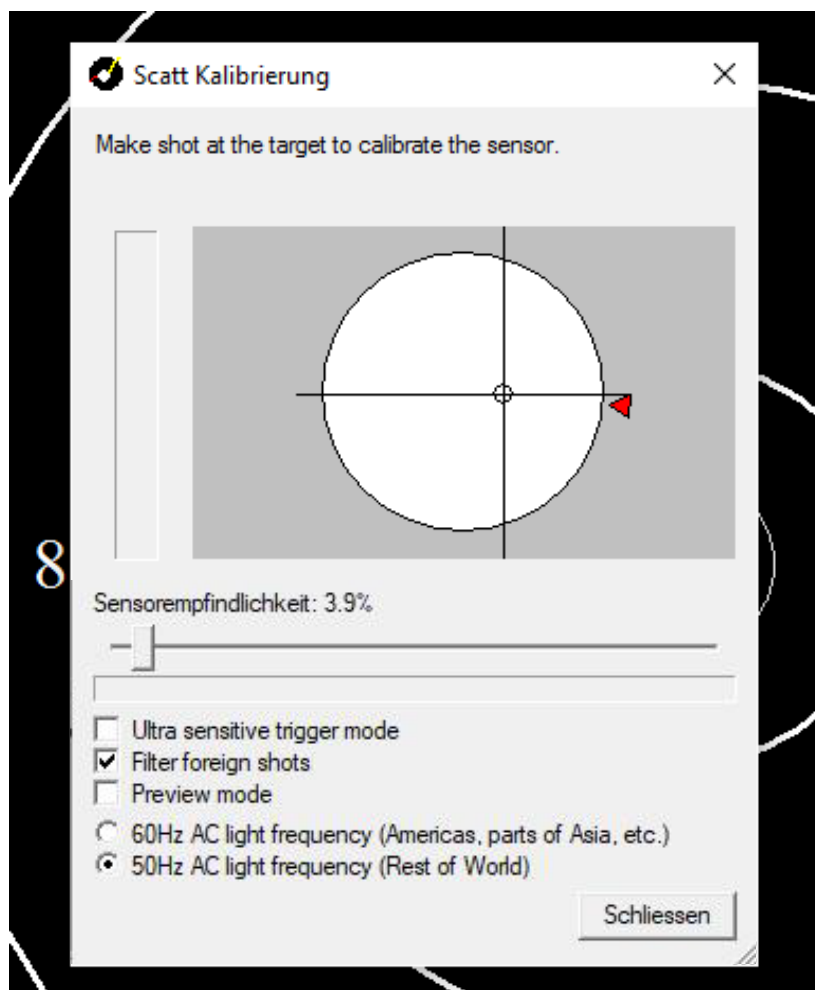 Scatt Kalibrierung
Make shot at the target to calibrate the sensor.
8
Sensorempfindlichkeit: 3.9%
Ultra sensitive trigger mode
Filter foreign shots
Preview mode
60Hz AC light frequency (Americas, parts of Asia, etc.)
50Hz AC light frequency (Rest of World)
Schliessen